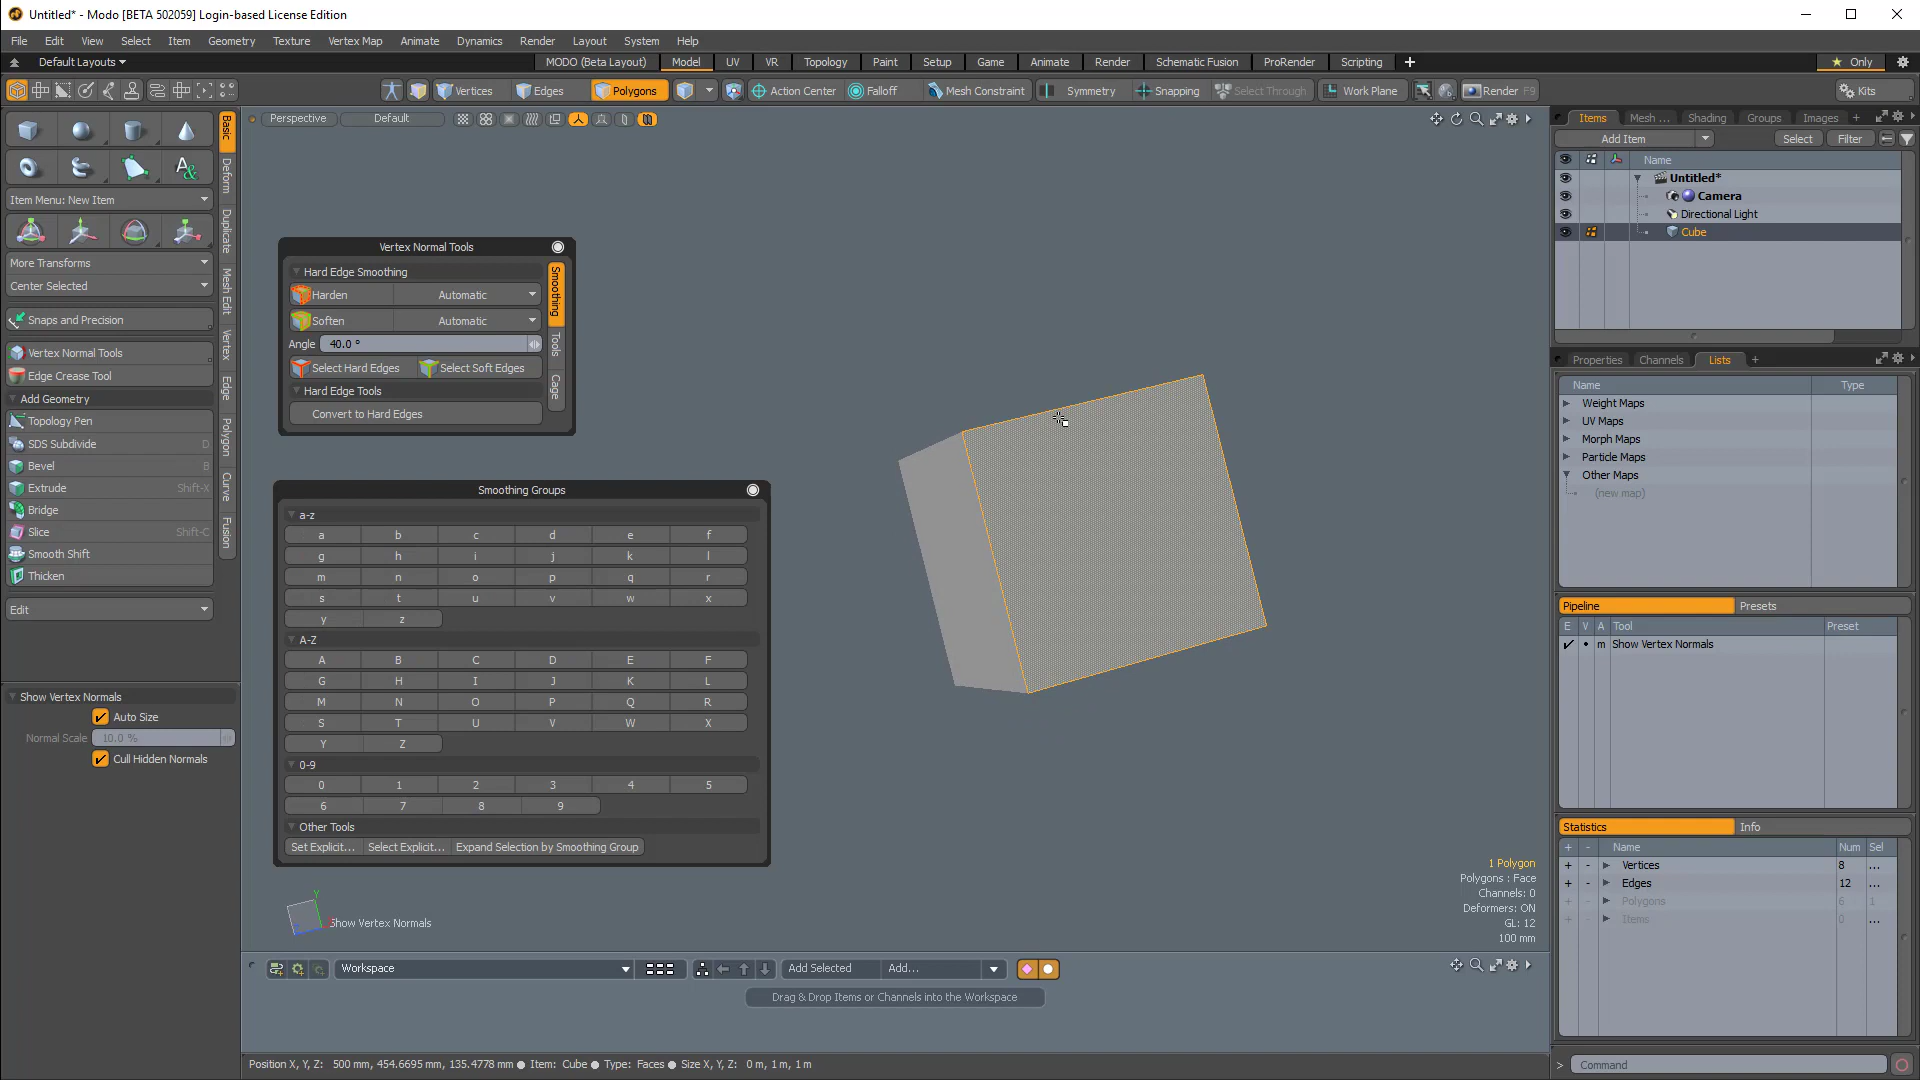 Untitled* - Modo [BETA 502059] Login-based License Edition
File Edit View Select Item Geometry Texture Vertex Map Animate Dynamics Render Layout System Help
Default Layouts MODO (Beta Layout) Model UV VR Topology Paint Setup Game Animate Render Schematic Fusion ProRender Scripting Only
Vertices Edges Polygons Action Center Falloff Mesh Constraint Symmetry Snapping Select Through Work Plane Render F9 Kits
Item Menu: New Item
More Transforms
Center Selected
Snaps and Precision
Vertex Normal Tools
Edge Crease Tool
Add Geometry
Topology Pen
SDS Subdivide
Bevel B
Extrude Shift-X
Bridge
Slice Shift-C
Smooth Shift
Thicken
Edit
Basic
Deform
Duplicate
Mesh Edit
Vertex
Edge
Polygon
Curve
Fusion
Show Vertex Normals
Auto Size
Normal Scale 10.0 %
Cull Hidden Normals
Perspective Default
Vertex Normal Tools
Hard Edge Smoothing
Harden Automatic
Soften Automatic
Angle 40.0 °
Select Hard Edges Select Soft Edges
Hard Edge Tools
Convert to Hard Edges
Smoothing
Tools
Cage
Smoothing Groups
a-z
a b c d e f
g h i j k l
m n o p q r
s t u v w x
y z
A-Z
A B C D E F
G H I J K L
M N O P Q R
S T U V W X
Y Z
0-9
0 1 2 3 4 5
6 7 8 9
Other Tools
Set Explicit... Select Explicit... Expand Selection by Smoothing Group
Y
Show Vertex Normals
1 Polygon
Polygons : Face
Channels: 0
Deformers: ON
GL: 12
100 mm
Workspace Add Selected Add...
Drag & Drop Items or Channels into the Workspace
Position X, Y, Z: 500 mm, 454.6695 mm, 135.4778 mm Item: Cube Type: Faces Size X, Y, Z: 0 m, 1 m, 1 m
Items Mesh ... Shading Groups Images +
Add Item Select Filter
Name
Untitled*
Camera
Directional Light
Cube
Properties Channels Lists +
Name Type
Weight Maps
UV Maps
Morph Maps
Particle Maps
Other Maps
(new map)
Pipeline Presets
E V A Tool Preset
m Show Vertex Normals
Statistics Info
+ - Name Num Sel
+ - Vertices 8 ...
+ - Edges 12 ...
+ - Polygons 6 1
+ - Items 0 ...
> Command